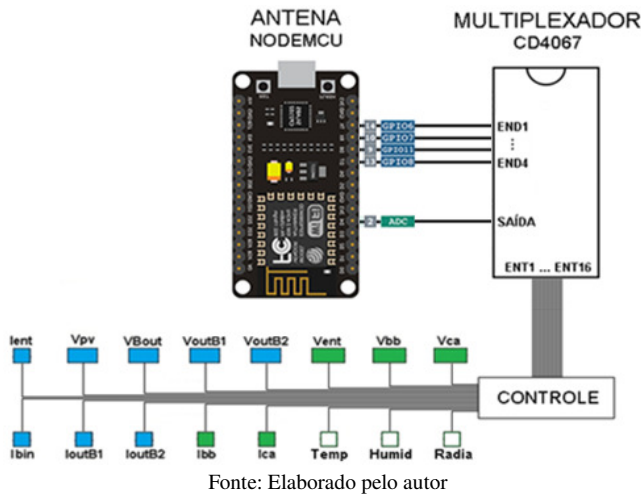 ANTENA
NODEMCU
MULTIPLEXADOR
CD4067
GPIO6
GPIO7
GPIO11
GPIO8
ADC
END1
END4
SAÍDA
ENT1 ... ENT16
CONTROLE
Ient
Vpv
VBout
VoutB1
VoutB2
Vent
Vbb
Vca
Ibin
IoutB1
IoutB2
Ibb
Ica
Temp
Humid
Radia
Fonte: Elaborado pelo autor